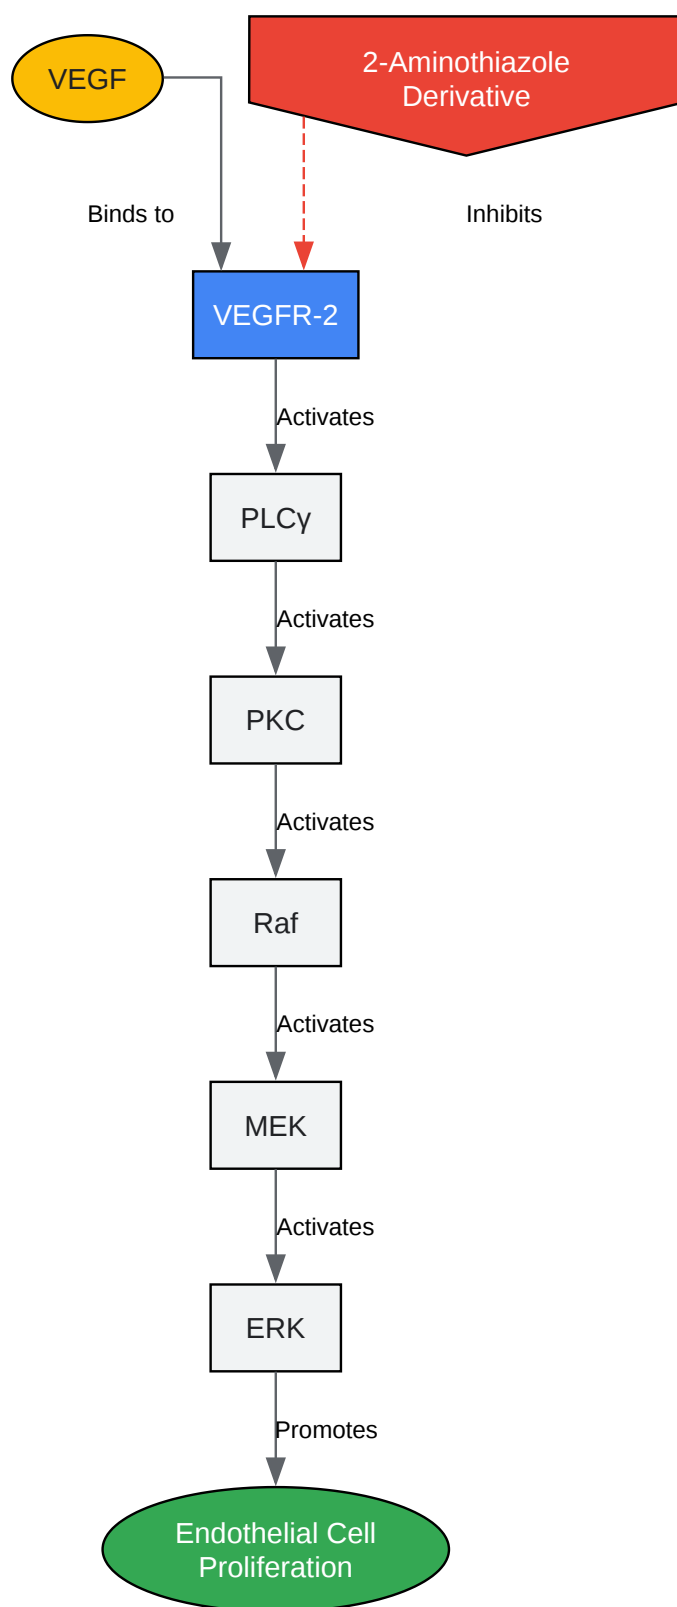 VEGF
2-Aminothiazole
Derivative
Binds to
Inhibits
VEGFR-2
Activates
PLCγ
Activates
PKC
Activates
Raf
Activates
MEK
Activates
ERK
Promotes
Endothelial Cell
Proliferation